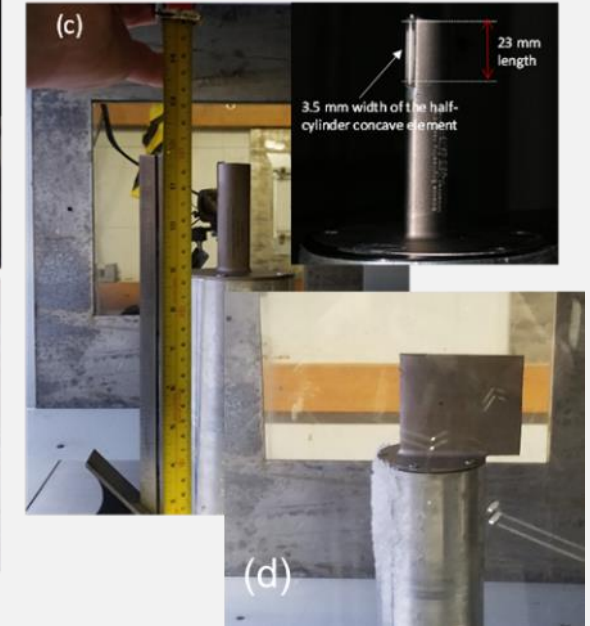 (c)
23 mm
length
3.5 mm width of the half-
cylinder concave element
(d)